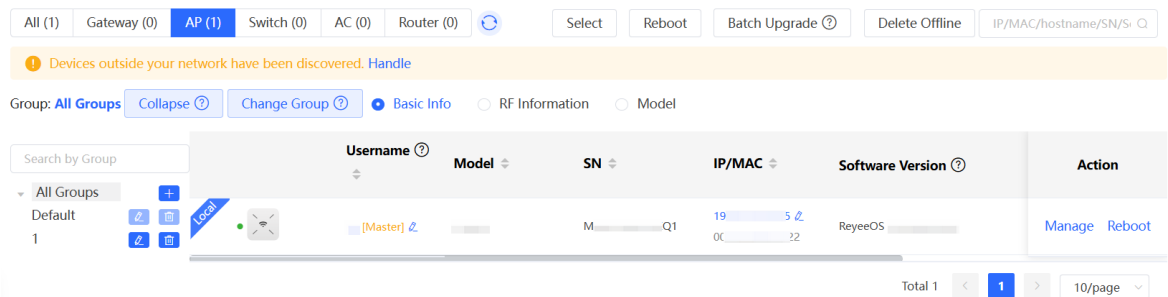 All (1) Gateway (0) AP (1) Switch (0) AC (0) Router (0) Select Reboot Batch Upgrade Delete Offline IP/MAC/hostname/SN/S
Devices outside your network have been discovered. Handle
Group: All Groups Collapse Change Group Basic Info RF Information Model
Search by Group
Username Model SN IP/MAC Software Version Action
All Groups
Default
1
Local [Master] M Q1 19 5 ReyeeOS Manage Reboot
00 22
Total 1 < 1 > 10/page